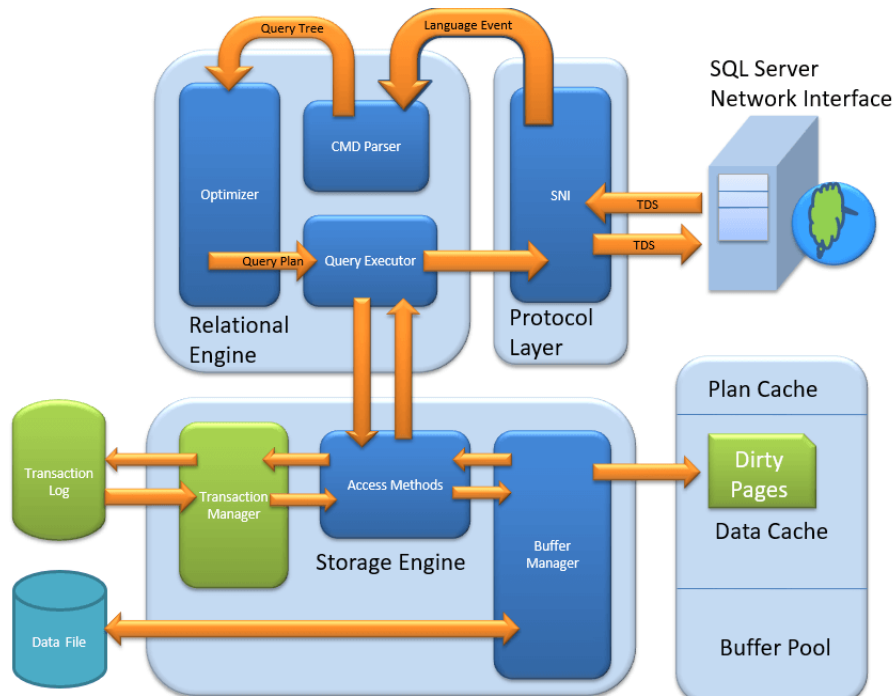 Query Tree
Language Event
SQL Server
Network Interface
CMD Parser
Optimizer
SNI
TDS
TDS
Query Plan
Query Executor
Relational
Engine
Protocol
Layer
Plan Cache
Dirty
Pages
Data Cache
Buffer Pool
Transaction
Log
Transaction
Manager
Access Methods
Storage Engine
Buffer
Manager
Data File